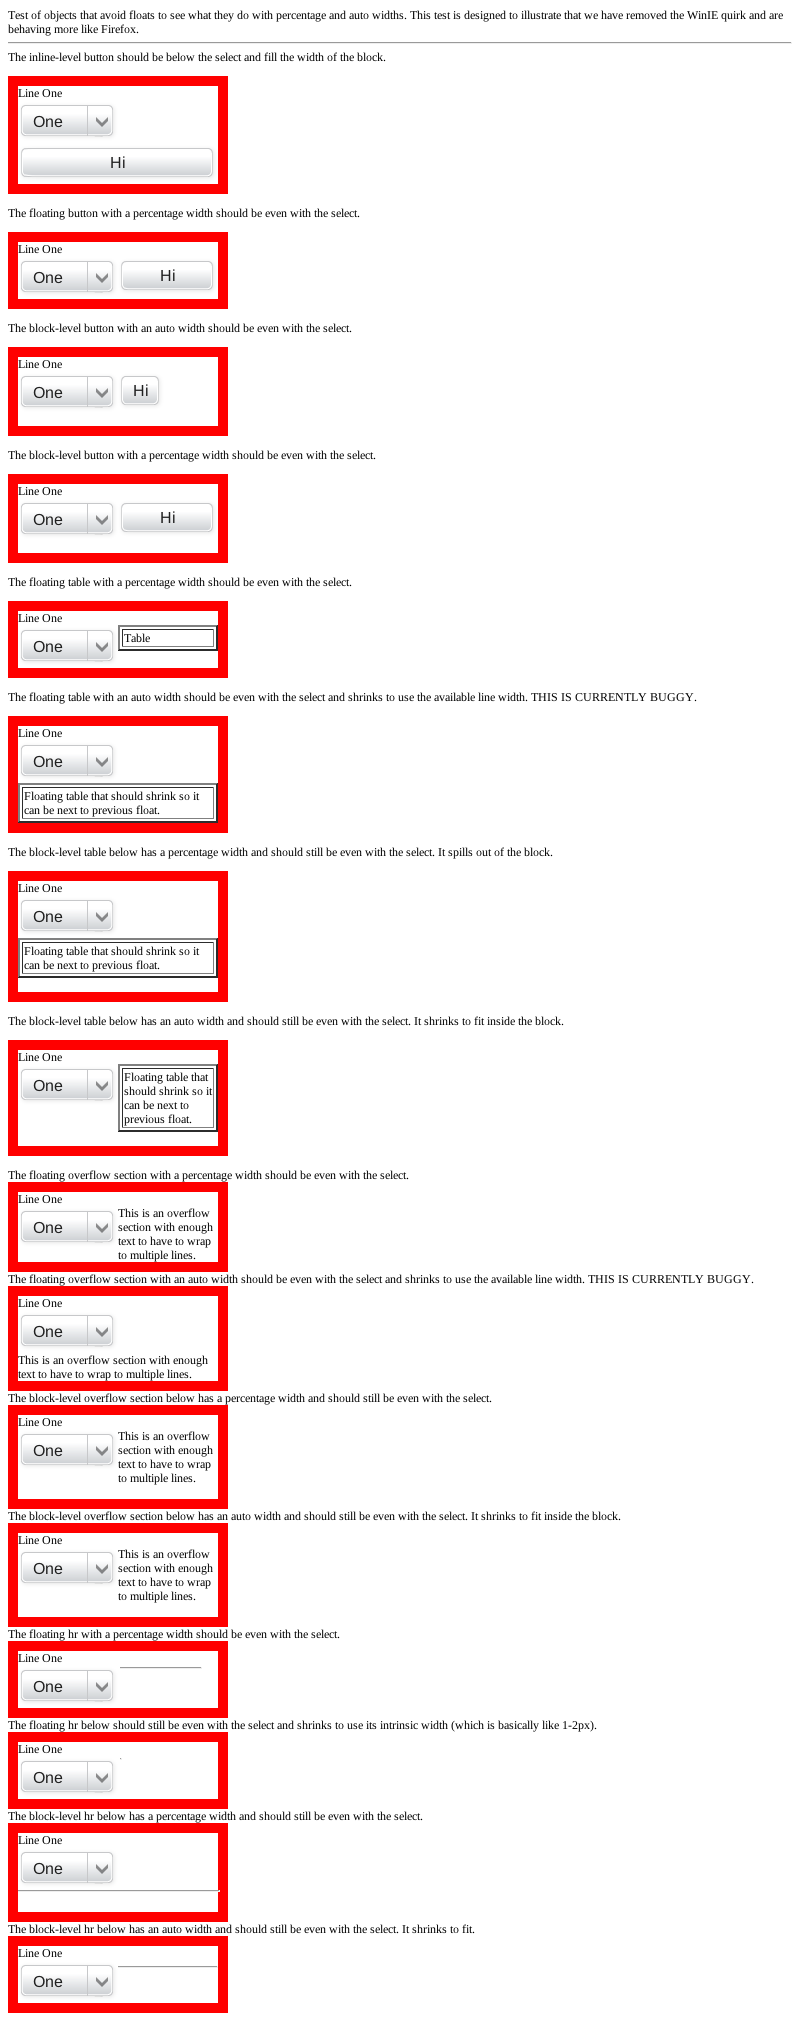 Test of objects that avoid floats to see what they do with percentage and auto widths. This test is designed to illustrate that we have removed the WinIE quirk and are
behaving more like Firefox.
The inline-level button should be below the select and fill the width of the block.
Line One
One
Hi
The floating button with a percentage width should be even with the select.
Line One
One Hi
The block-level button with an auto width should be even with the select.
Line One
One Hi
The block-level button with a percentage width should be even with the select.
Line One
One Hi
The floating table with a percentage width should be even with the select.
Line One
One Table
The floating table with an auto width should be even with the select and shrinks to use the available line width. THIS IS CURRENTLY BUGGY.
Line One
One
Floating table that should shrink so it
can be next to previous float.
The block-level table below has a percentage width and should still be even with the select. It spills out of the block.
Line One
One
Floating table that should shrink so it
can be next to previous float.
The block-level table below has an auto width and should still be even with the select. It shrinks to fit inside the block.
Line One
One
Floating table that
should shrink so it
can be next to
previous float.
The floating overflow section with a percentage width should be even with the select.
Line One
One
This is an overflow
section with enough
text to have to wrap
to multiple lines.
The floating overflow section with an auto width should be even with the select and shrinks to use the available line width. THIS IS CURRENTLY BUGGY.
Line One
One
This is an overflow section with enough
text to have to wrap to multiple lines.
The block-level overflow section below has a percentage width and should still be even with the select.
Line One
One
This is an overflow
section with enough
text to have to wrap
to multiple lines.
The block-level overflow section below has an auto width and should still be even with the select. It shrinks to fit inside the block.
Line One
One
This is an overflow
section with enough
text to have to wrap
to multiple lines.
The floating hr with a percentage width should be even with the select.
Line One
One
The floating hr below should still be even with the select and shrinks to use its intrinsic width (which is basically like 1-2px).
Line One
One
The block-level hr below has a percentage width and should still be even with the select.
Line One
One
The block-level hr below has an auto width and should still be even with the select. It shrinks to fit.
Line One
One